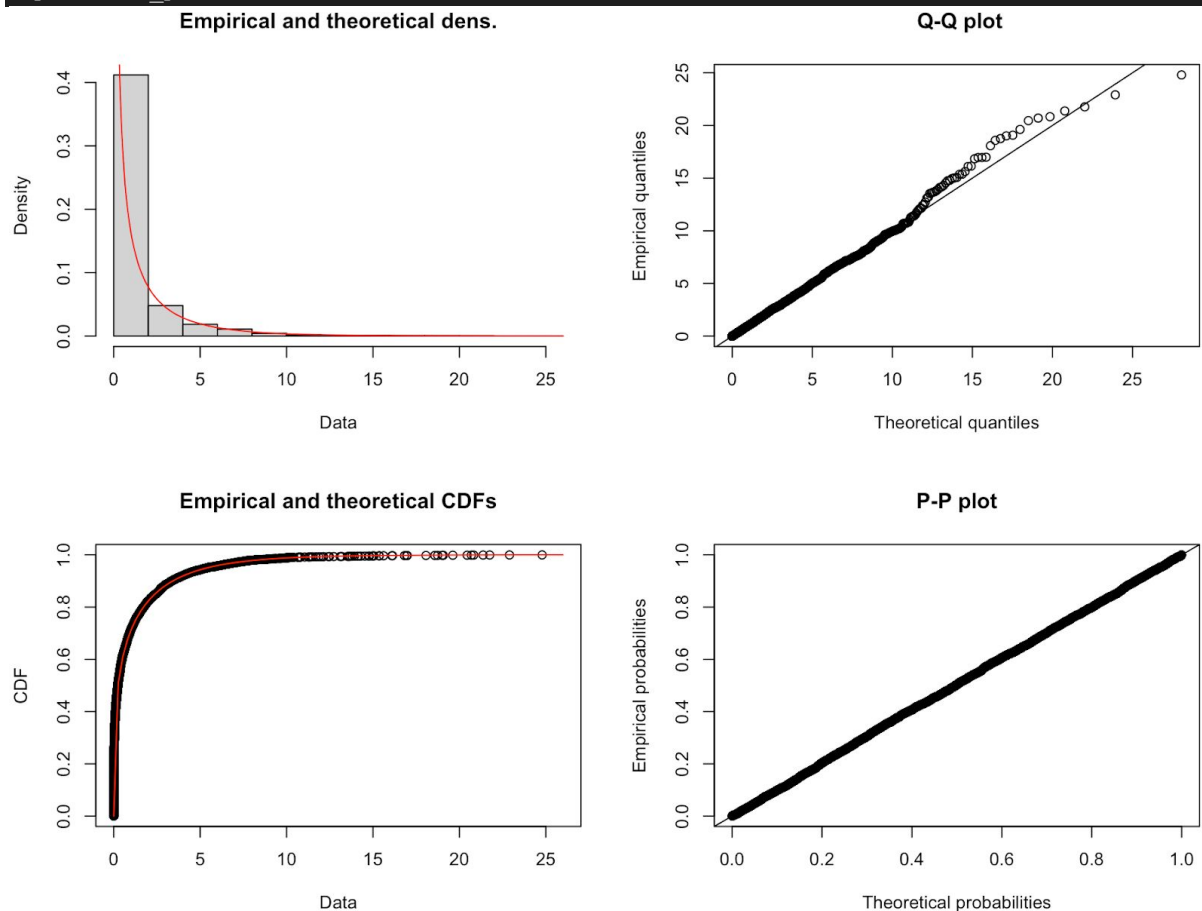 Empirical and theoretical dens.
Density
0.0 0.1 0.2 0.3 0.4
0 5 10 15 20 25
Data
Q-Q plot
Empirical quantiles
0 5 10 15 20 25
0 5 10 15 20 25
Theoretical quantiles
Empirical and theoretical CDFs
CDF
0.0 0.2 0.4 0.6 0.8 1.0
0 5 10 15 20 25
Data
P-P plot
Empirical probabilities
0.0 0.2 0.4 0.6 0.8 1.0
0.0 0.2 0.4 0.6 0.8 1.0
Theoretical probabilities